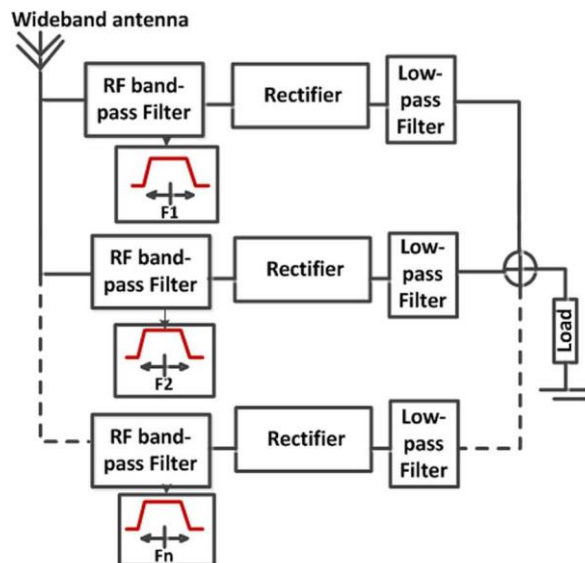 Wideband antenna
RF band-
pass Filter
Rectifier
Low-
pass
Filter
F1
RF band-
pass Filter
Rectifier
Low-
pass
Filter
F2
Load
RF band-
pass Filter
Rectifier
Low-
pass
Filter
Fn